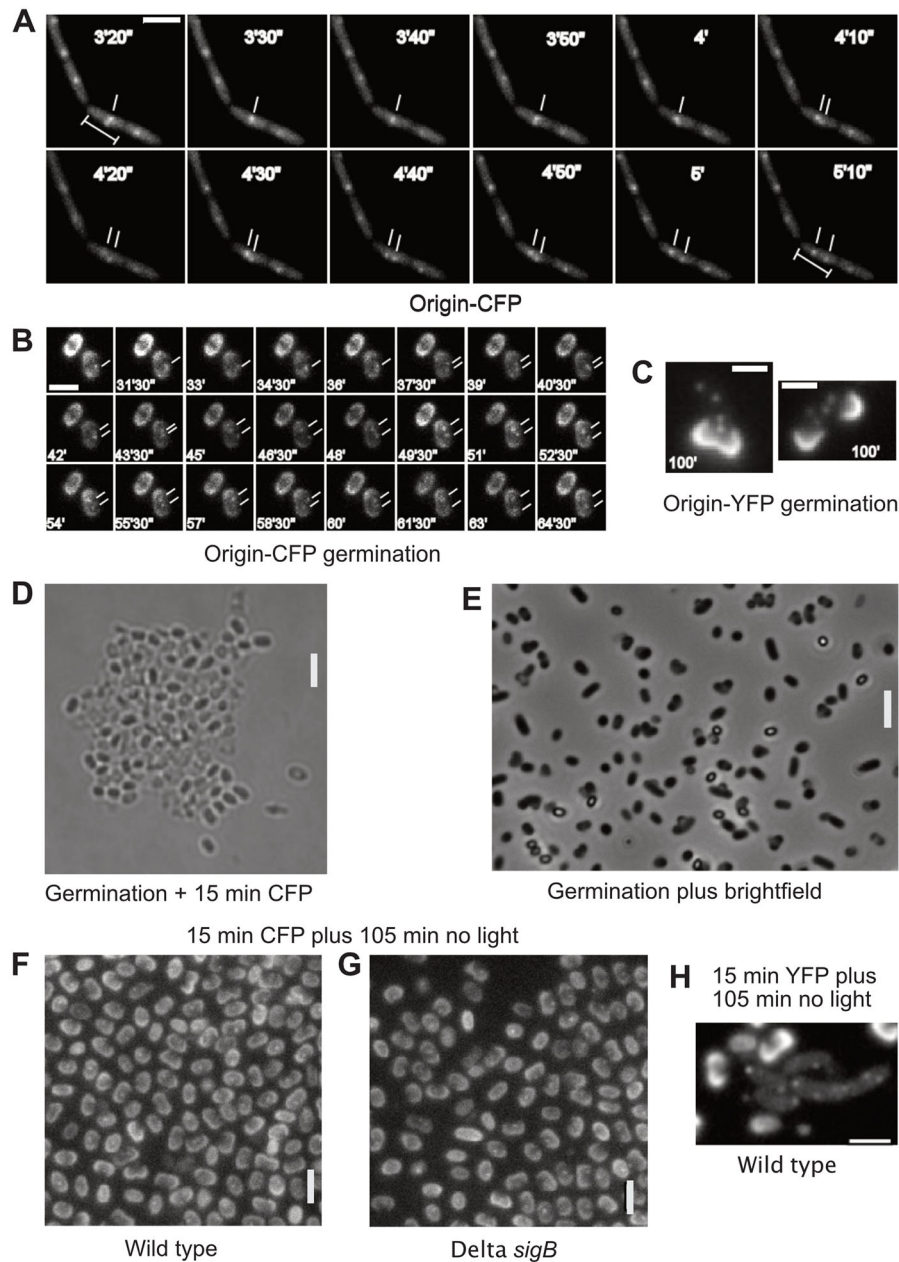 A
3'20" 3'30" 3'40" 3'50" 4' 4'10"
4'20" 4'30" 4'40" 4'50" 5' 5'10"
Origin-CFP
B
31'30" 33' 34'30" 36' 37'30" 39' 40'30"
42' 43'30" 45' 46'30" 48' 49'30" 51' 52'30"
54' 55'30" 57' 58'30" 60' 61'30" 63' 64'30"
Origin-CFP germination
C
100' 100'
Origin-YFP germination
D
Germination + 15 min CFP
E
Germination plus brightfield
15 min CFP plus 105 min no light
F
Wild type
G
Delta sigB
H 15 min YFP plus
105 min no light
Wild type